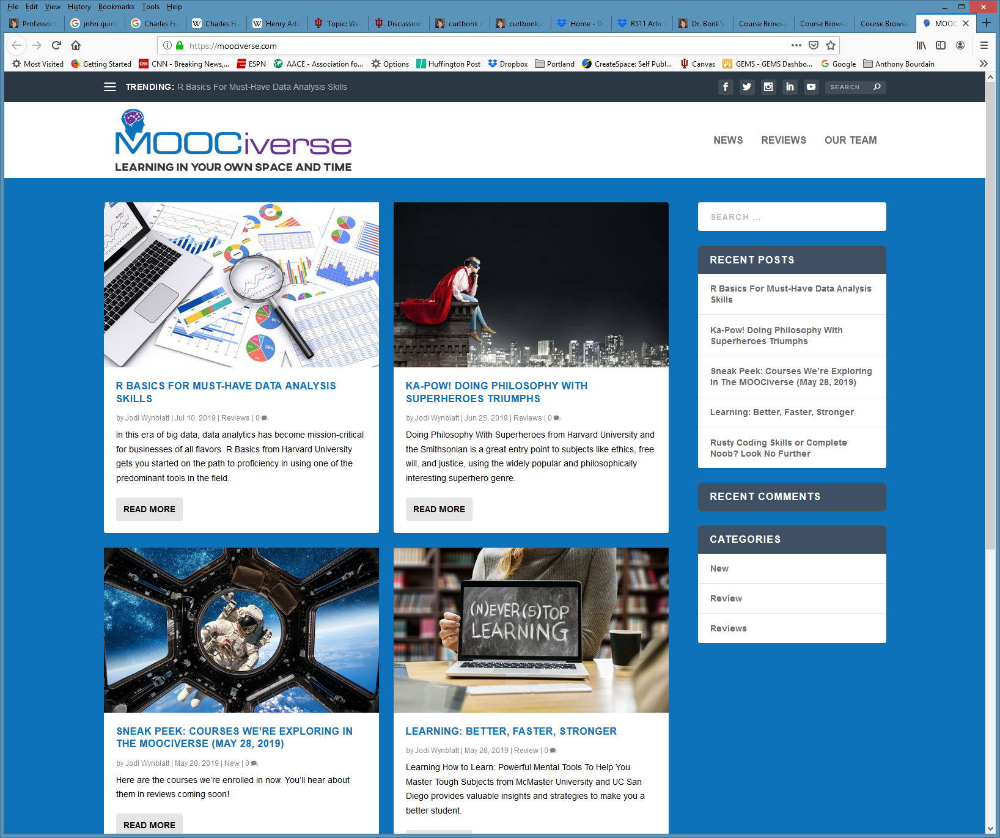 File Edit View History Bookmarks Tools Help
Professor
john quin
Charles Fra
Charles Fra
Henry Ada
Topic: Wee
Discussion
curtbonk.c
curtbonk.c
Home - D
R511 Artic
Dr. Bonk's
Course Browse
Course Browse
Course Browse
MOOC
https://moociverse.com
Most Visited Getting Started CNN - Breaking News,... ESPN AACE - Association fo... Options Huffington Post Dropbox Portland CreateSpace: Self Publ... Canvas GEMS - GEMS Dashbo... Google Anthony Bourdain
TRENDING: R Basics For Must-Have Data Analysis Skills
SEARCH
MOOCiverse
LEARNING IN YOUR OWN SPACE AND TIME
NEWS REVIEWS OUR TEAM
R BASICS FOR MUST-HAVE DATA ANALYSIS
SKILLS
by Jodi Wynblatt | Jul 10, 2019 | Reviews | 0
In this era of big data, data analytics has become mission-critical
for businesses of all flavors. R Basics from Harvard University
gets you started on the path to proficiency in using one of the
predominant tools in the field.
READ MORE
KA-POW! DOING PHILOSOPHY WITH
SUPERHEROES TRIUMPHS
by Jodi Wynblatt | Jun 25, 2019 | Reviews | 0
Doing Philosophy With Superheroes from Harvard University and
the Smithsonian is a great entry point to subjects like ethics, free
will, and justice, using the widely popular and philosophically
interesting superhero genre.
READ MORE
SNEAK PEEK: COURSES WE'RE EXPLORING IN
THE MOOCIVERSE (MAY 28, 2019)
by Jodi Wynblatt | May 28, 2019 | New | 0
Here are the courses we're enrolled in now. You'll hear about
them in reviews coming soon!
READ MORE
(N)EVER (S)TOP
LEARNING
LEARNING: BETTER, FASTER, STRONGER
by Jodi Wynblatt | May 28, 2019 | Review | 0
Learning How to Learn: Powerful Mental Tools To Help You
Master Tough Subjects from McMaster University and UC San
Diego provides valuable insights and strategies to make you a
better student.
SEARCH ...
RECENT POSTS
R Basics For Must-Have Data Analysis
Skills
Ka-Pow! Doing Philosophy With
Superheroes Triumphs
Sneak Peek: Courses We're Exploring
In The MOOCiverse (May 28, 2019)
Learning: Better, Faster, Stronger
Rusty Coding Skills or Complete
Noob? Look No Further
RECENT COMMENTS
CATEGORIES
New
Review
Reviews